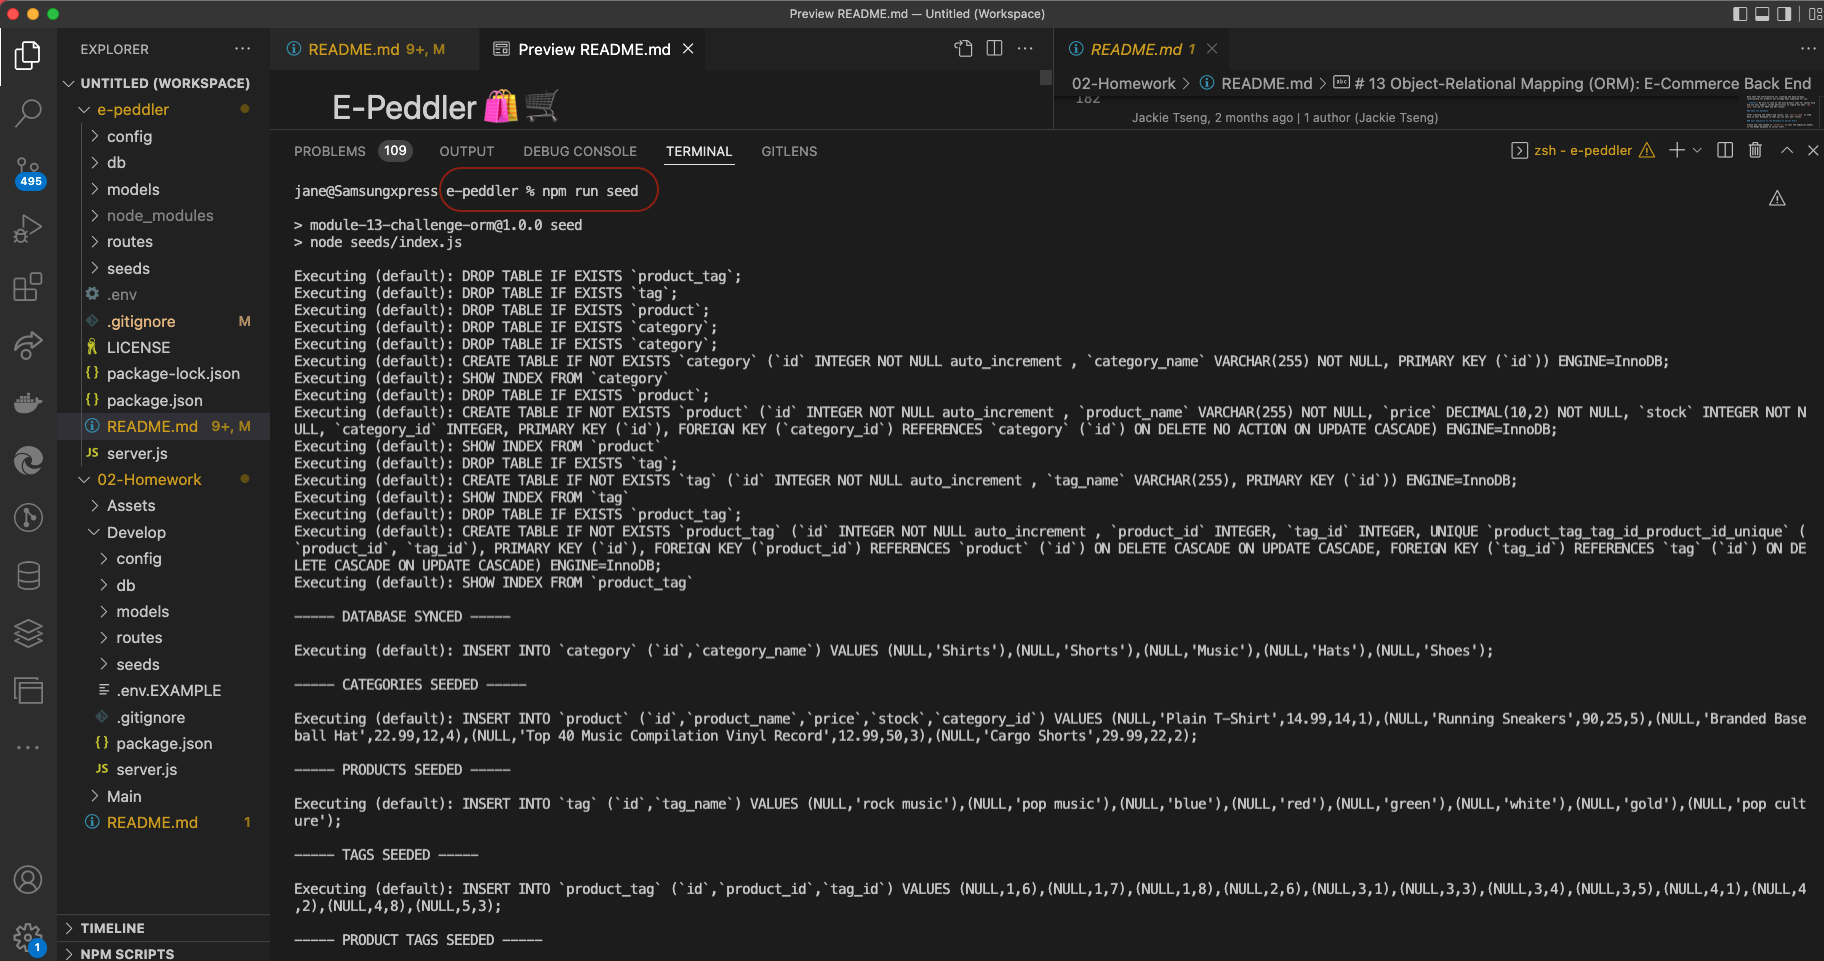 Preview README.md — Untitled (Workspace)
EXPLORER
UNTITLED (WORKSPACE)
e-peddler
config
db
models
node_modules
routes
seeds
.env
.gitignore M
LICENSE
package-lock.json
package.json
README.md 9+, M
server.js
02-Homework
Assets
Develop
config
db
models
routes
seeds
.env.EXAMPLE
.gitignore
package.json
server.js
Main
README.md 1
TIMELINE
NPM SCRIPTS
495
1
README.md 9+, M
Preview README.md
README.md 1
02-Homework > README.md > # 13 Object-Relational Mapping (ORM): E-Commerce Back End
E-Peddler
182
Jackie Tseng, 2 months ago | 1 author (Jackie Tseng)
PROBLEMS 109 OUTPUT DEBUG CONSOLE TERMINAL GITLENS
zsh - e-peddler
jane@Samsungxpress e-peddler % npm run seed
> module-13-challenge-orm@1.0.0 seed
> node seeds/index.js
Executing (default): DROP TABLE IF EXISTS `product_tag`;
Executing (default): DROP TABLE IF EXISTS `tag`;
Executing (default): DROP TABLE IF EXISTS `product`;
Executing (default): DROP TABLE IF EXISTS `category`;
Executing (default): DROP TABLE IF EXISTS `category`;
Executing (default): CREATE TABLE IF NOT EXISTS `category` (`id` INTEGER NOT NULL auto_increment , `category_name` VARCHAR(255) NOT NULL, PRIMARY KEY (`id`)) ENGINE=InnoDB;
Executing (default): SHOW INDEX FROM `category`
Executing (default): DROP TABLE IF EXISTS `product`;
Executing (default): CREATE TABLE IF NOT EXISTS `product` (`id` INTEGER NOT NULL auto_increment , `product_name` VARCHAR(255) NOT NULL, `price` DECIMAL(10,2) NOT NULL, `stock` INTEGER NOT N
ULL, `category_id` INTEGER, PRIMARY KEY (`id`), FOREIGN KEY (`category_id`) REFERENCES `category` (`id`) ON DELETE NO ACTION ON UPDATE CASCADE) ENGINE=InnoDB;
Executing (default): SHOW INDEX FROM `product`
Executing (default): DROP TABLE IF EXISTS `tag`;
Executing (default): CREATE TABLE IF NOT EXISTS `tag` (`id` INTEGER NOT NULL auto_increment , `tag_name` VARCHAR(255), PRIMARY KEY (`id`)) ENGINE=InnoDB;
Executing (default): SHOW INDEX FROM `tag`
Executing (default): DROP TABLE IF EXISTS `product_tag`;
Executing (default): CREATE TABLE IF NOT EXISTS `product_tag` (`id` INTEGER NOT NULL auto_increment , `product_id` INTEGER, `tag_id` INTEGER, UNIQUE `product_tag_tag_id_product_id_unique` (
`product_id`, `tag_id`), PRIMARY KEY (`id`), FOREIGN KEY (`product_id`) REFERENCES `product` (`id`) ON DELETE CASCADE ON UPDATE CASCADE, FOREIGN KEY (`tag_id`) REFERENCES `tag` (`id`) ON DE
LETE CASCADE ON UPDATE CASCADE) ENGINE=InnoDB;
Executing (default): SHOW INDEX FROM `product_tag`
----- DATABASE SYNCED -----
Executing (default): INSERT INTO `category` (`id`,`category_name`) VALUES (NULL,'Shirts'),(NULL,'Shorts'),(NULL,'Music'),(NULL,'Hats'),(NULL,'Shoes');
----- CATEGORIES SEEDED -----
Executing (default): INSERT INTO `product` (`id`,`product_name`,`price`,`stock`,`category_id`) VALUES (NULL,'Plain T-Shirt',14.99,14,1),(NULL,'Running Sneakers',90,25,5),(NULL,'Branded Base
ball Hat',22.99,12,4),(NULL,'Top 40 Music Compilation Vinyl Record',12.99,50,3),(NULL,'Cargo Shorts',29.99,22,2);
----- PRODUCTS SEEDED -----
Executing (default): INSERT INTO `tag` (`id`,`tag_name`) VALUES (NULL,'rock music'),(NULL,'pop music'),(NULL,'blue'),(NULL,'red'),(NULL,'green'),(NULL,'white'),(NULL,'gold'),(NULL,'pop cult
ure');
----- TAGS SEEDED -----
Executing (default): INSERT INTO `product_tag` (`id`,`product_id`,`tag_id`) VALUES (NULL,1,6),(NULL,1,7),(NULL,1,8),(NULL,2,6),(NULL,3,1),(NULL,3,3),(NULL,3,4),(NULL,3,5),(NULL,4,1),(NULL,4
,2),(NULL,4,8),(NULL,5,3);
----- PRODUCT TAGS SEEDED -----